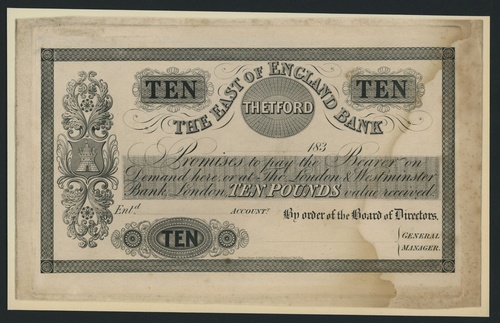 TEN TEN
THE EAST OF ENGLAND BANK
THETFORD
183
Promises to pay the Bearer on
Demand here, or at The London & Westminster
Bank London TEN POUNDS value received.
Entd. ACCOUNTt. By order of the Board of Directors,
GENERAL
MANAGER.
TEN